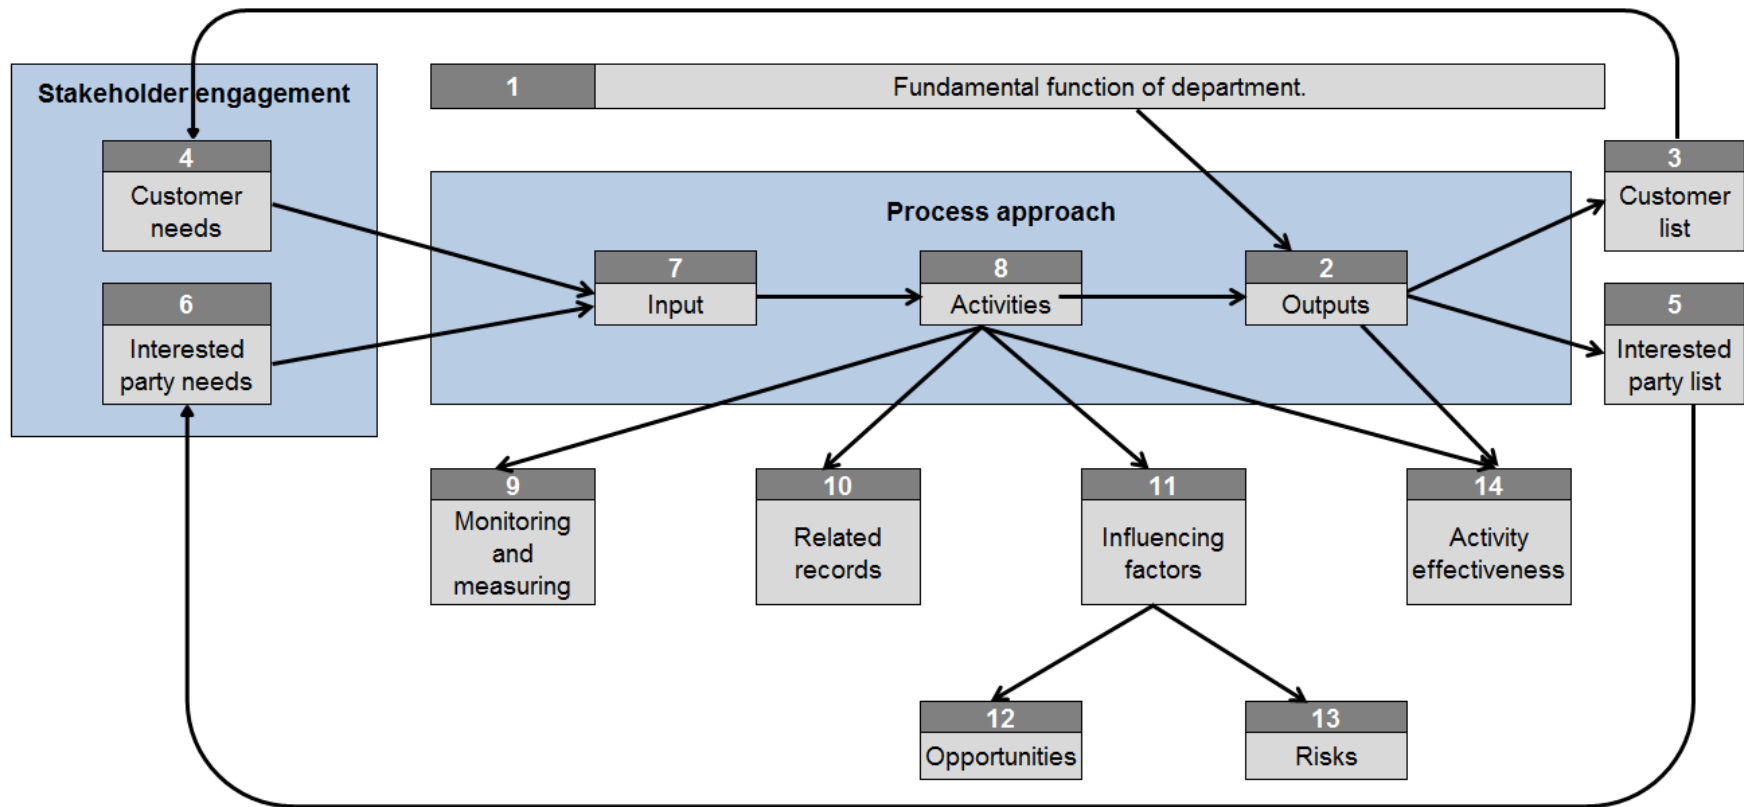 Stakeholder engagement
1
Fundamental function of department.
4
Customer
needs
6
Interested
party needs
Process approach
7
Input
8
Activities
2
Outputs
3
Customer
list
5
Interested
party list
9
Monitoring
and
measuring
10
Related
records
11
Influencing
factors
14
Activity
effectiveness
12
Opportunities
13
Risks